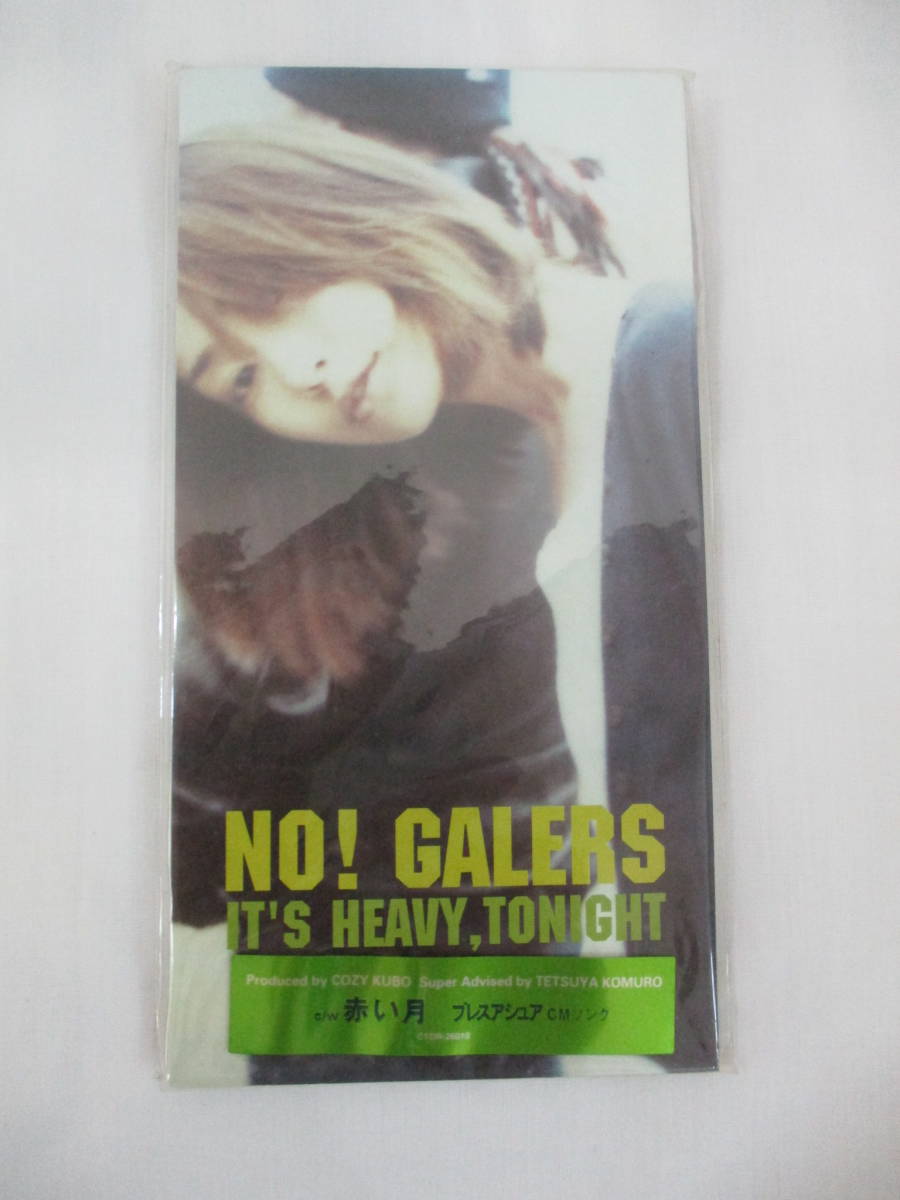 NO! GALERS
IT'S HEAVY,TONIGHT
Produced by COZY KUBO Super Advised by TETSUYA KOMURO
c/w 赤い月 ブレスアシュア CMソング